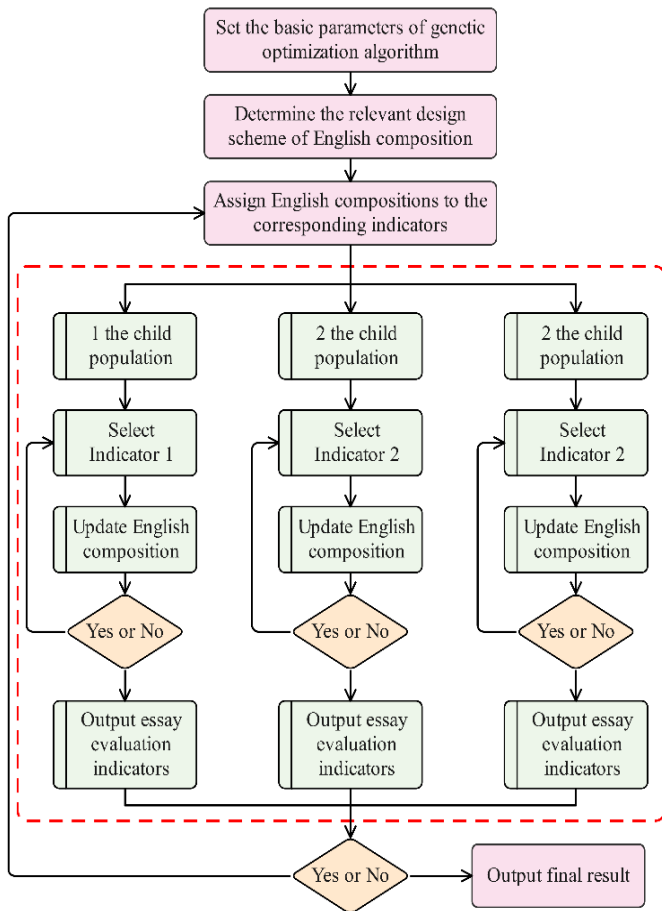 Set the basic parameters of genetic
optimization algorithm
Determine the relevant design
scheme of English composition
Assign English compositions to the
corresponding indicators
1 the child
population
2 the child
population
2 the child
population
Select
Indicator 1
Select
Indicator 2
Select
Indicator 2
Update English
composition
Update English
composition
Update English
composition
Yes or No
Yes or No
Yes or No
Output essay
evaluation
indicators
Output essay
evaluation
indicators
Output essay
evaluation
indicators
Yes or No
Output final result